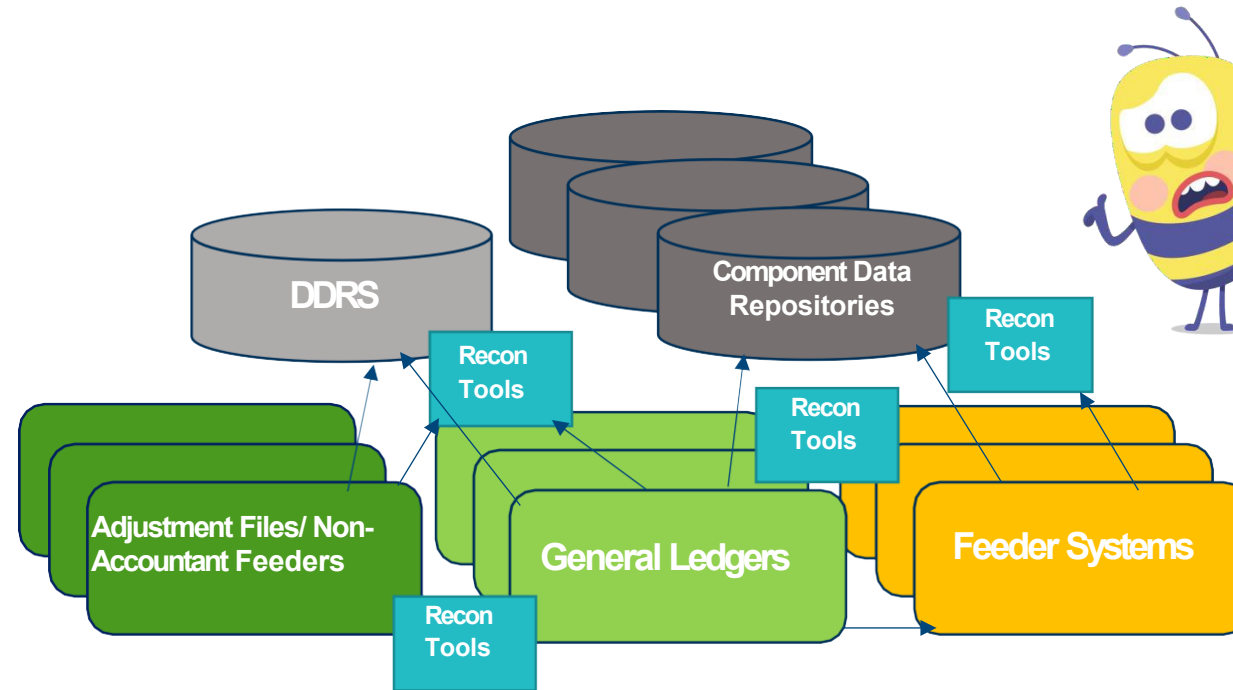 DDRS
Component Data
Repositories
Recon
Tools
Recon
Tools
Recon
Tools
Adjustment Files/ Non-
Accountant Feeders
General Ledgers
Feeder Systems
Recon
Tools